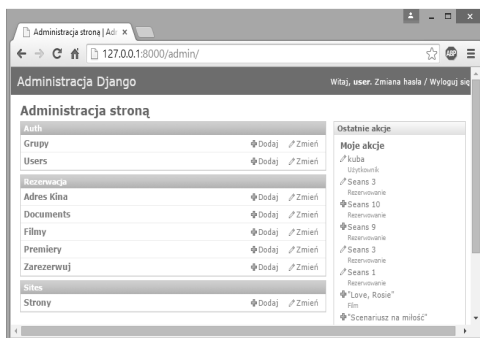 Administracja stroną | Adi
127.0.0.1:8000/admin/
ABP
Administracja Django
Witaj, user. Zmiana hasła / Wyloguj się
Administracja stroną
Auth
Grupy Dodaj Zmień
Users Dodaj Zmień
Rezerwacja
Adres Kina Dodaj Zmień
Documents Dodaj Zmień
Filmy Dodaj Zmień
Premiery Dodaj Zmień
Zarezerwuj Dodaj Zmień
Sites
Strony Dodaj Zmień
Ostatnie akcje
Moje akcje
kuba
Użytkownik
Seans 3
Rezerwowanie
Seans 10
Rezerwowanie
Seans 9
Rezerwowanie
Seans 3
Rezerwowanie
Seans 1
Rezerwowanie
"Love, Rosie"
Film
"Scenariusz na miłość"